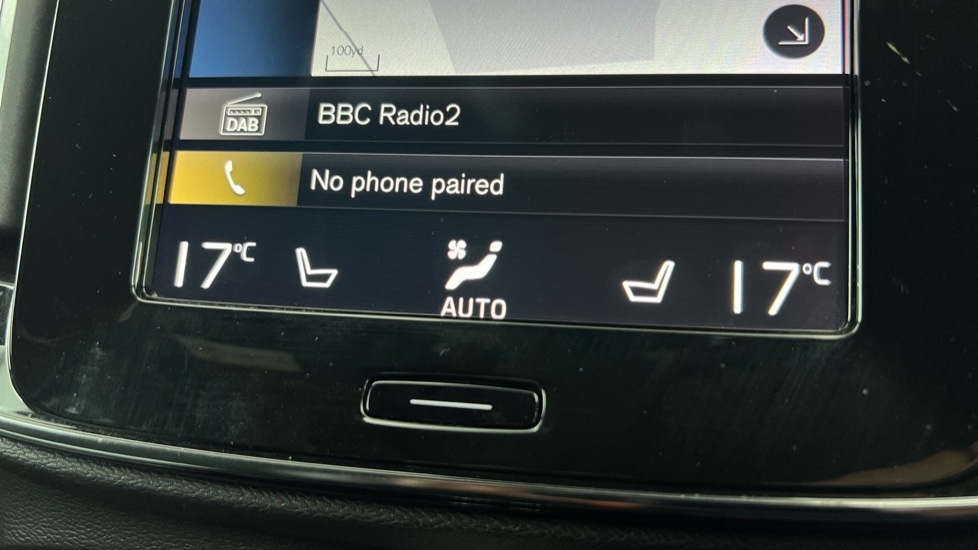 100yd
DAB
BBC Radio2
No phone paired
17°C
17°C
AUTO